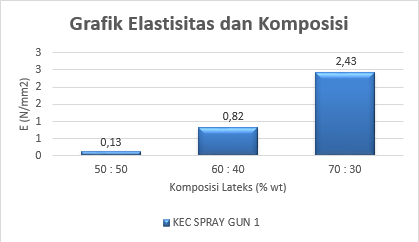 Grafik Elastisitas dan Komposisi
E (N/mm2)
3
3
2
2
1
1
0
0,13
0,82
2,43
50 : 50
60 : 40
70 : 30
Komposisi Lateks (% wt)
KEC SPRAY GUN 1